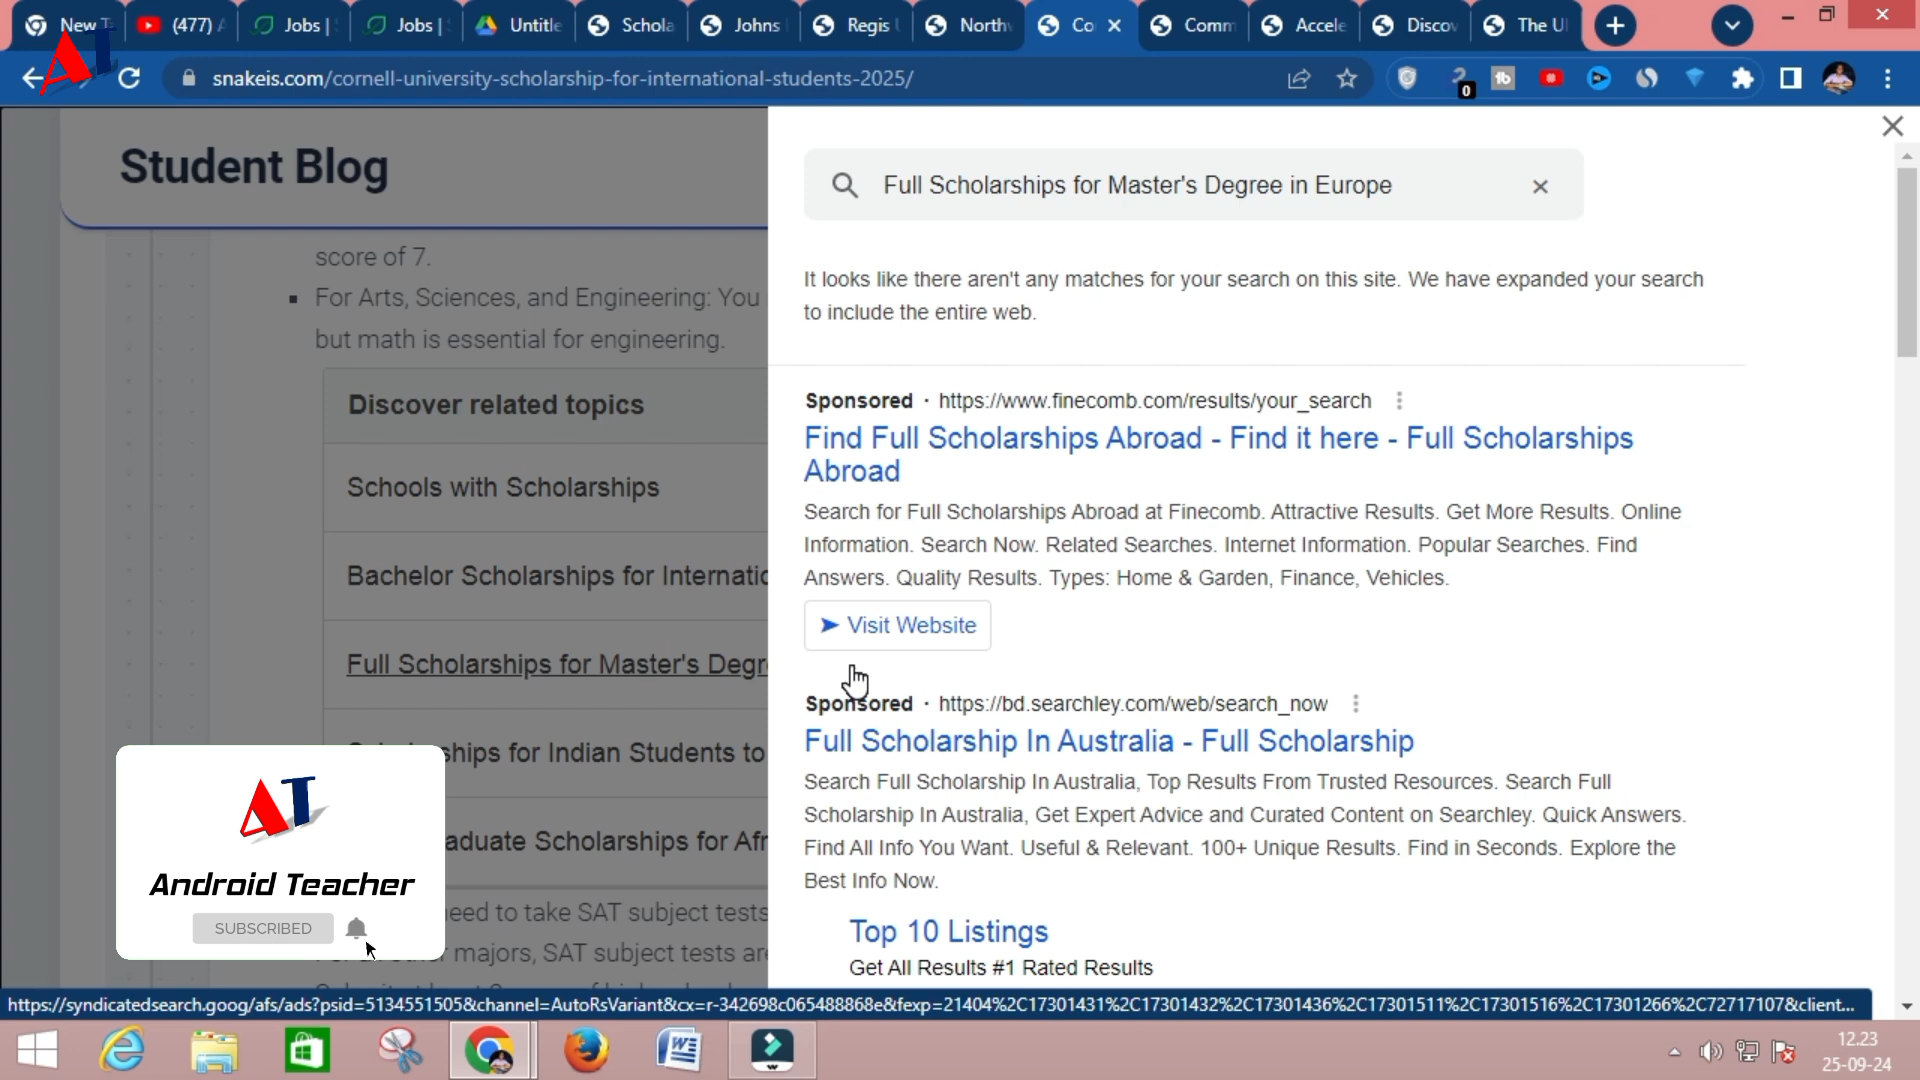 New T
(477) A
Jobs | S
Jobs | S
Untitle
Schola
Johns
Regis U
North
Co
Comm
Accele
Discov
The UI
AT
snakeis.com/cornell-university-scholarship-for-international-students-2025/
0
Student Blog
score of 7.
For Arts, Sciences, and Engineering: You
but math is essential for engineering.
Discover related topics
Schools with Scholarships
Bachelor Scholarships for Internatio
Full Scholarships for Master's Degre
ships for Indian Students to
aduate Scholarships for Afr
eed to take SAT subject tests
r majors, SAT subject tests are
Full Scholarships for Master's Degree in Europe
It looks like there aren't any matches for your search on this site. We have expanded your search
to include the entire web.
Sponsored · https://www.finecomb.com/results/your_search
Find Full Scholarships Abroad - Find it here - Full Scholarships
Abroad
Search for Full Scholarships Abroad at Finecomb. Attractive Results. Get More Results. Online
Information. Search Now. Related Searches. Internet Information. Popular Searches. Find
Answers. Quality Results. Types: Home & Garden, Finance, Vehicles.
Visit Website
Sponsored · https://bd.searchley.com/web/search_now
Full Scholarship In Australia - Full Scholarship
Search Full Scholarship In Australia, Top Results From Trusted Resources. Search Full
Scholarship In Australia, Get Expert Advice and Curated Content on Searchley. Quick Answers.
Find All Info You Want. Useful & Relevant. 100+ Unique Results. Find in Seconds. Explore the
Best Info Now.
Top 10 Listings
Get All Results #1 Rated Results
AT
Android Teacher
SUBSCRIBED
https://syndicatedsearch.goog/afs/ads?psid=5134551505&channel=AutoRsVariant&cx=r-342698c065488868e&fexp=21404%2C17301431%2C17301432%2C17301436%2C17301511%2C17301516%2C17301266%2C72717107&client...
12.23
25-09-24